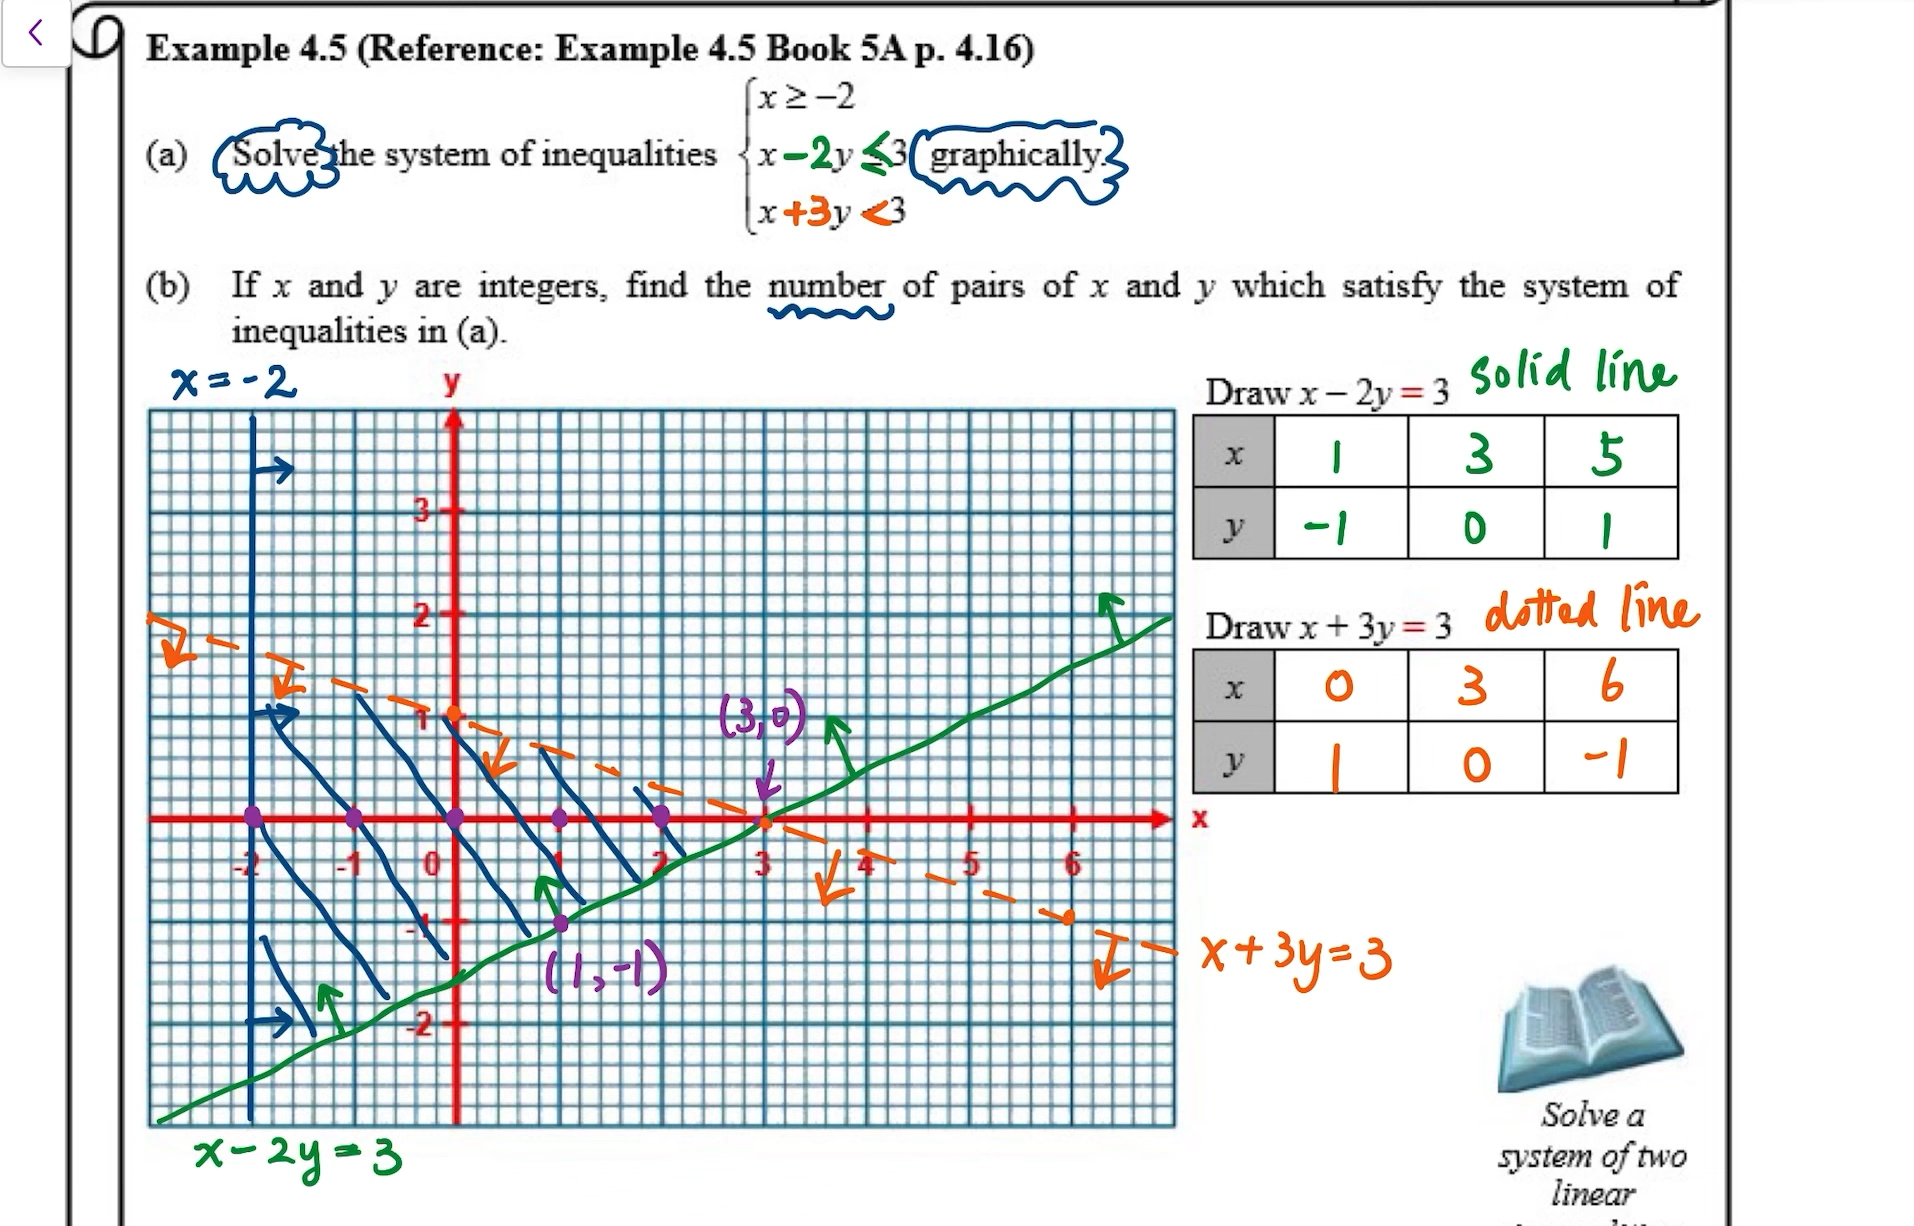 Example 4.5 (Reference: Example 4.5 Book 5A p. 4.16)
x ≥ −2
(a) Solve the system of inequalities x − 2y ≤ 3 graphically.
x + 3y < 3
(b) If x and y are integers, find the number of pairs of x and y which satisfy the system of
inequalities in (a).
x = -2
y
3
2
1
-2 -1 0 1 2 3 4 5 6
x
-1
-2
(3,0)
(1,-1)
x - 2y = 3
x + 3y = 3
Draw x − 2y = 3 solid line
x 1 3 5
y -1 0 1
Draw x + 3y = 3 dotted line
x 0 3 6
y 1 0 -1
Solve a
system of two
linear